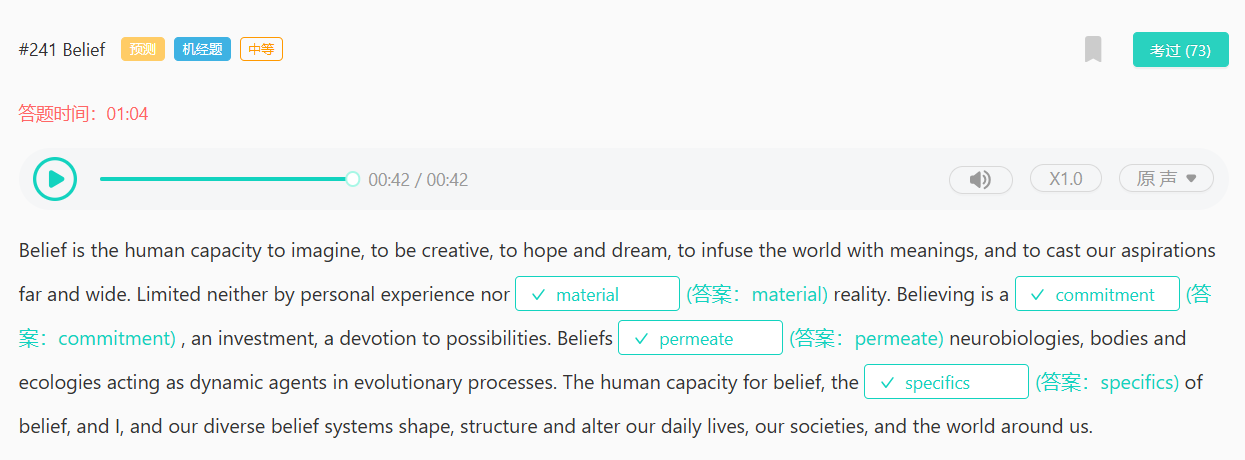 #241 Belief 预测 机经题 中等 考过 (73)
答题时间：01:04
00:42 / 00:42 X1.0 原声
Belief is the human capacity to imagine, to be creative, to hope and dream, to infuse the world with meanings, and to cast our aspirations
far and wide. Limited neither by personal experience nor ✓ material (答案：material) reality. Believing is a ✓ commitment (答
案：commitment) , an investment, a devotion to possibilities. Beliefs ✓ permeate (答案：permeate) neurobiologies, bodies and
ecologies acting as dynamic agents in evolutionary processes. The human capacity for belief, the ✓ specifics (答案：specifics) of
belief, and I, and our diverse belief systems shape, structure and alter our daily lives, our societies, and the world around us.